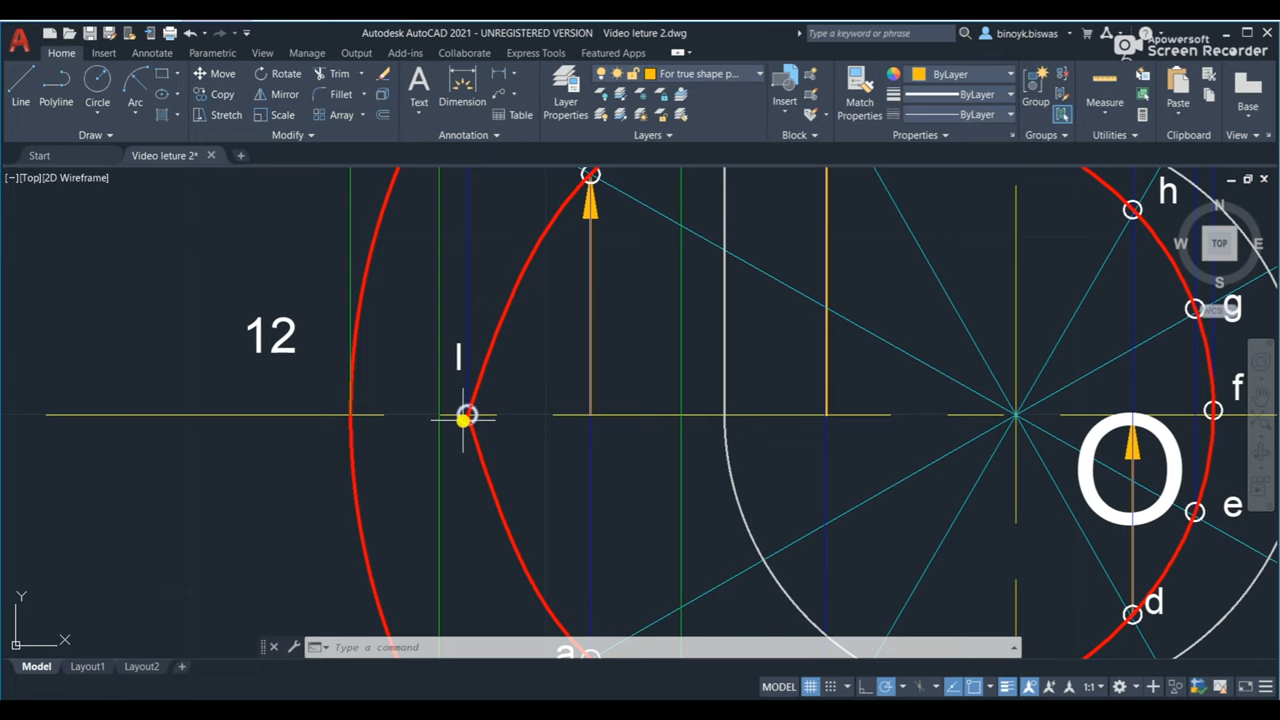 Autodesk AutoCAD 2021 - UNREGISTERED VERSION Video leture 2.dwg
Type a keyword or phrase
binoyk.biswas
Apowersoft
Screen Recorder
Home Insert Annotate Parametric View Manage Output Add-ins Collaborate Express Tools Featured Apps
Line Polyline Circle Arc
Move Rotate Trim
Copy Mirror Fillet
Stretch Scale Array
Text Dimension Table
Layer Properties
For true shape p...
Insert
Match Properties
ByLayer
ByLayer
ByLayer
Group
Measure
Paste
Base
Draw Modify Annotation Layers Block Properties Groups Utilities Clipboard View
Start Video leture 2*
[−][Top][2D Wireframe]
h
N
W TOP E
S
WCS
g
12
l
f
O
e
d
a
Y
X
Type a command
Model Layout1 Layout2
MODEL 1:1